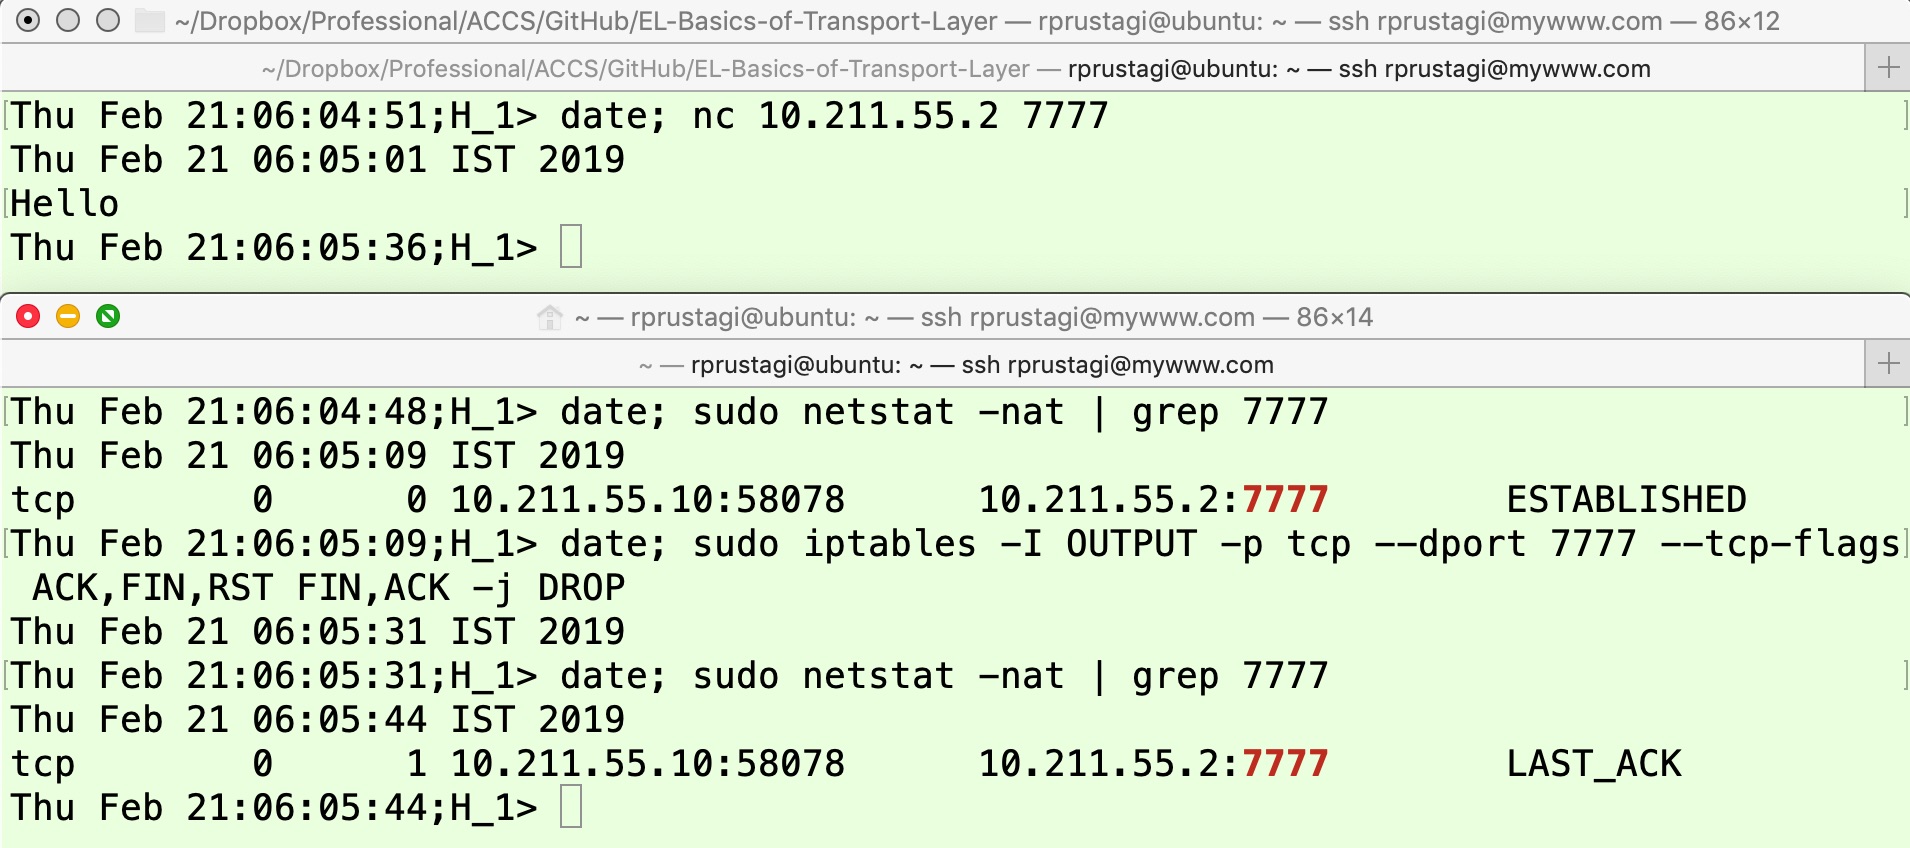 ~/Dropbox/Professional/ACCS/GitHub/EL-Basics-of-Transport-Layer — rprustagi@ubuntu: ~ — ssh rprustagi@mywww.com — 86×12
~/Dropbox/Professional/ACCS/GitHub/EL-Basics-of-Transport-Layer — rprustagi@ubuntu: ~ — ssh rprustagi@mywww.com
Thu Feb 21:06:04:51;H_1> date; nc 10.211.55.2 7777
Thu Feb 21 06:05:01 IST 2019
Hello
Thu Feb 21:06:05:36;H_1>
~ — rprustagi@ubuntu: ~ — ssh rprustagi@mywww.com — 86×14
~ — rprustagi@ubuntu: ~ — ssh rprustagi@mywww.com
Thu Feb 21:06:04:48;H_1> date; sudo netstat -nat | grep 7777
Thu Feb 21 06:05:09 IST 2019
tcp        0      0 10.211.55.10:58078      10.211.55.2:7777        ESTABLISHED
Thu Feb 21:06:05:09;H_1> date; sudo iptables -I OUTPUT -p tcp --dport 7777 --tcp-flags
 ACK,FIN,RST FIN,ACK -j DROP
Thu Feb 21 06:05:31 IST 2019
Thu Feb 21:06:05:31;H_1> date; sudo netstat -nat | grep 7777
Thu Feb 21 06:05:44 IST 2019
tcp        0      1 10.211.55.10:58078      10.211.55.2:7777        LAST_ACK
Thu Feb 21:06:05:44;H_1>